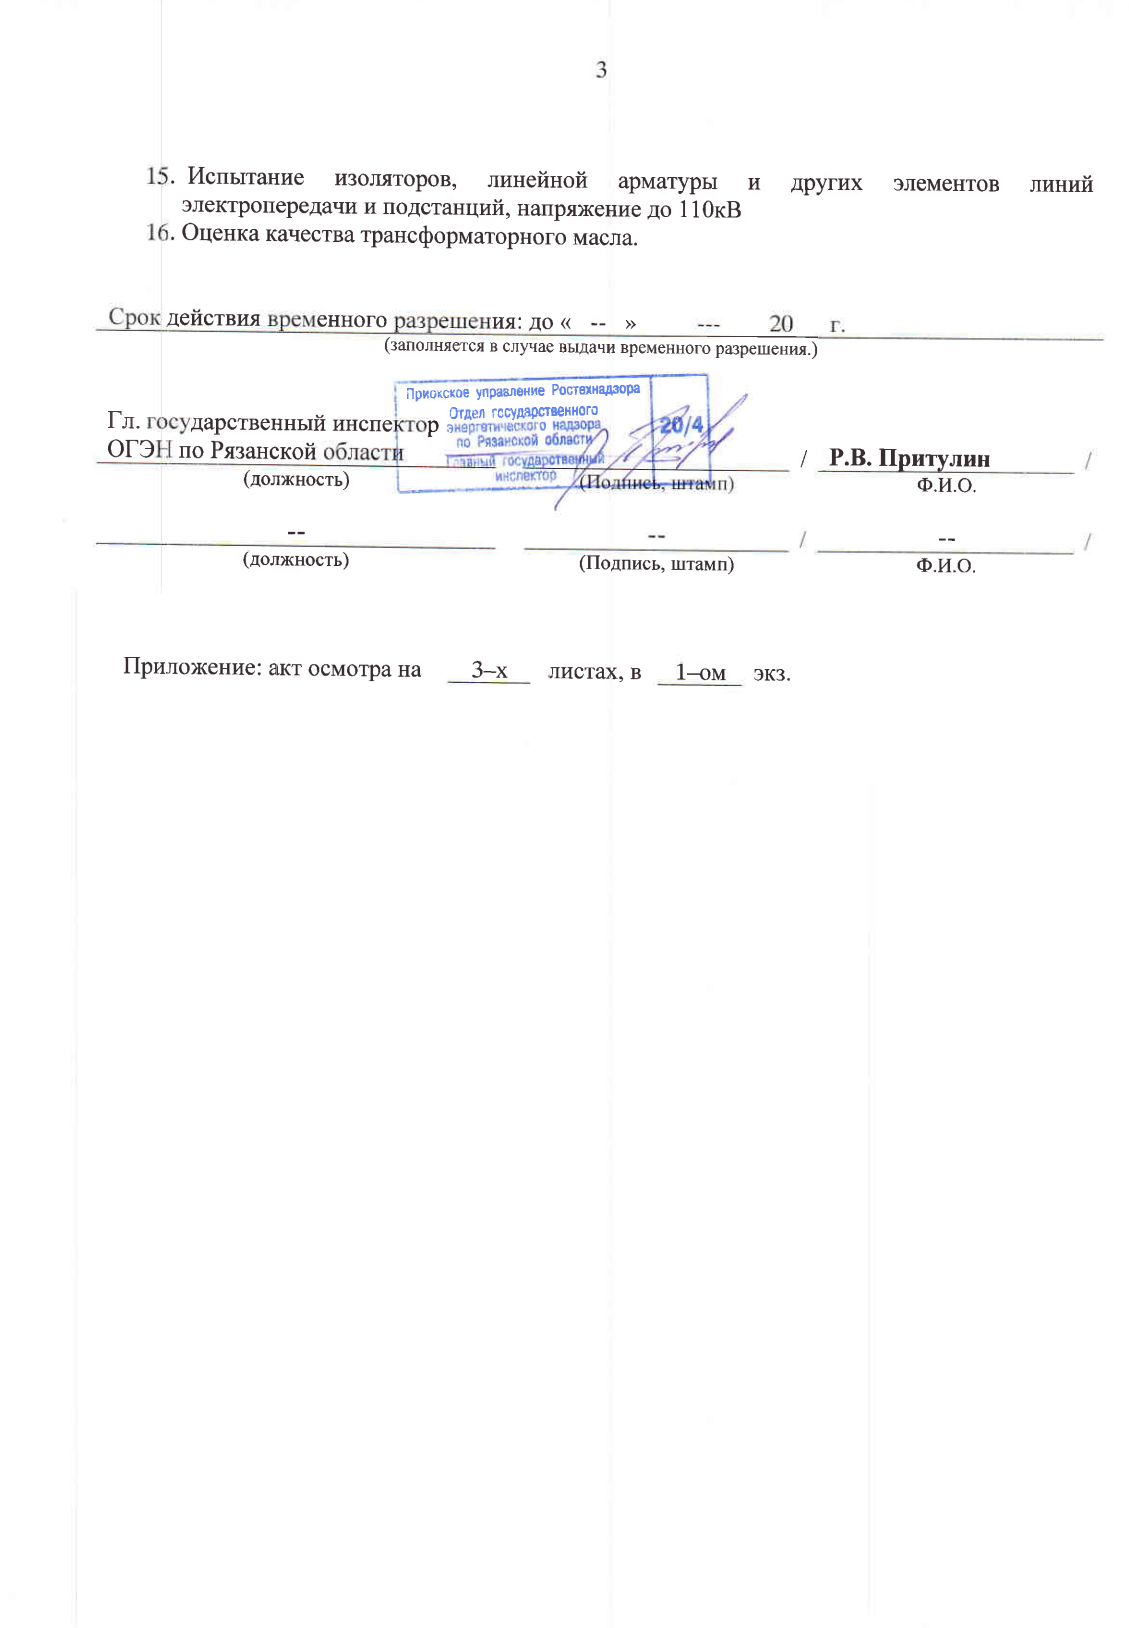 3
15. Испытание изоляторов, линейной арматуры и других элементов линий
электропередачи и подстанций, напряжение до 110кВ
16. Оценка качества трансформаторного масла.
Срок действия временного разрешения: до « -- » --- 20 г.
(заполняется в случае выдачи временного разрешения.)
Приокское управление Ростехнадзора
Отдел государственного
энергетического надзора
по Рязанской области
Главный государственный
инспектор
20/4
Гл. государственный инспектор
ОГЭН по Рязанской области / Р.В. Притулин /
(должность) (Подпись, штамп) Ф.И.О.
-- -- / -- /
(должность) (Подпись, штамп) Ф.И.О.
Приложение: акт осмотра на 3–х листах, в 1–ом экз.